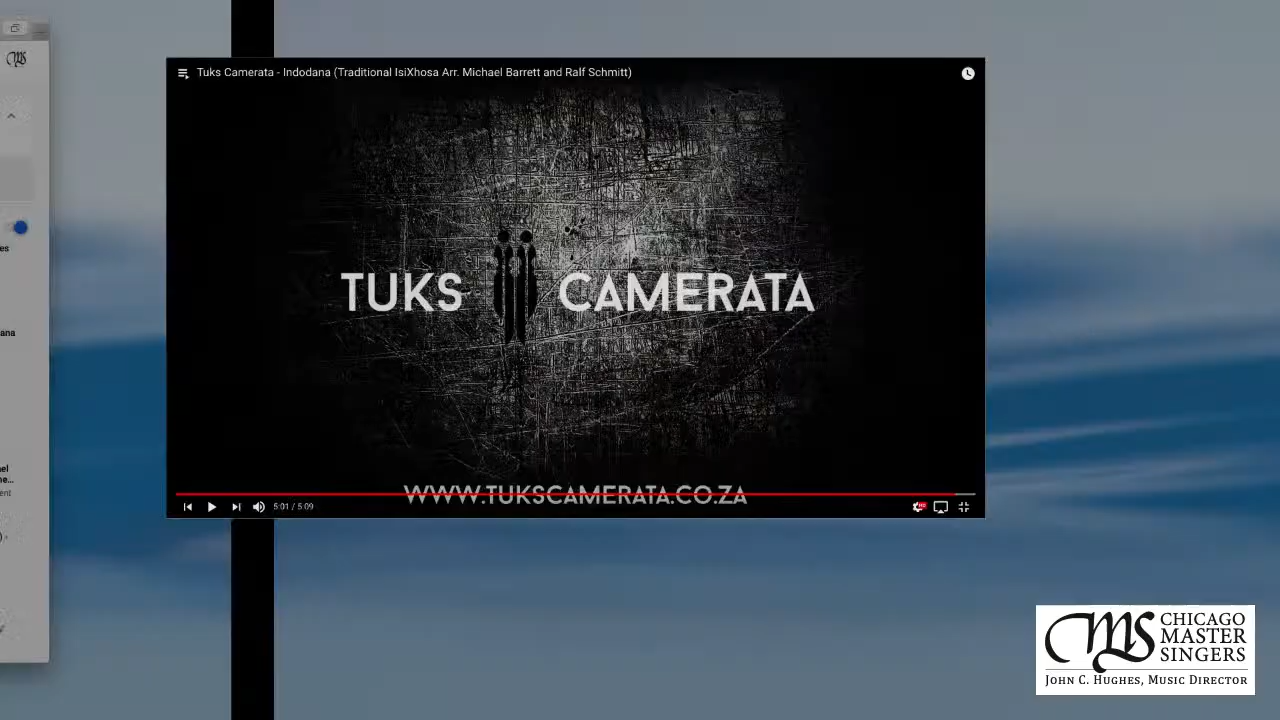 Tuks Camerata - Indodana (Traditional IsiXhosa Arr. Michael Barrett and Ralf Schmitt)
TUKS CAMERATA
WWW.TUKSCAMERATA.CO.ZA
5:01 / 5:09
MS
CHICAGO
MASTER
SINGERS
JOHN C. HUGHES, MUSIC DIRECTOR